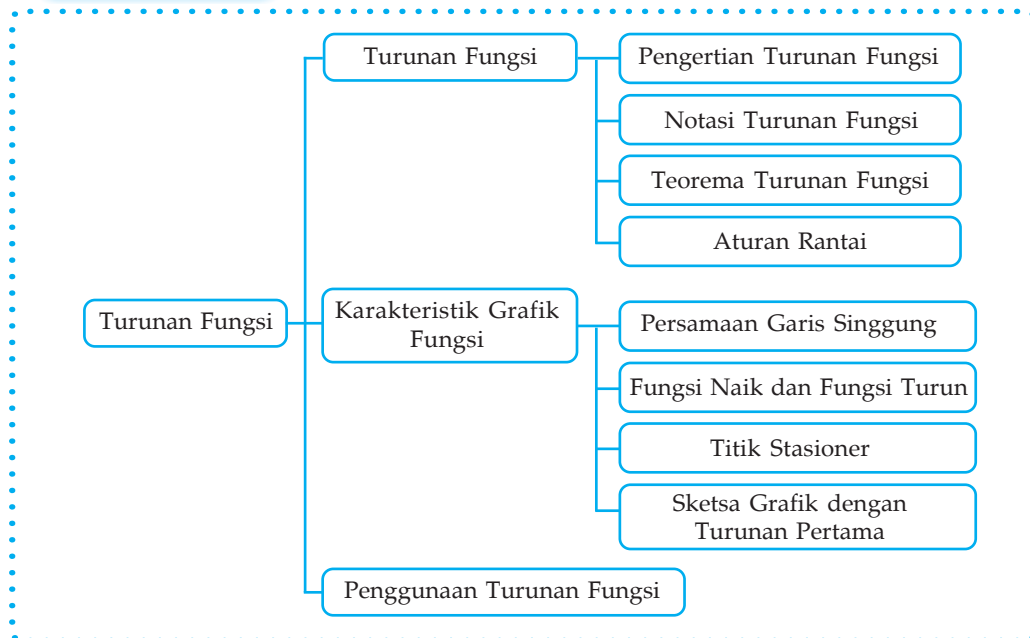 Turunan Fungsi
Turunan Fungsi
Pengertian Turunan Fungsi
Notasi Turunan Fungsi
Teorema Turunan Fungsi
Aturan Rantai
Karakteristik Grafik
Fungsi
Persamaan Garis Singgung
Fungsi Naik dan Fungsi Turun
Titik Stasioner
Sketsa Grafik dengan
Turunan Pertama
Penggunaan Turunan Fungsi